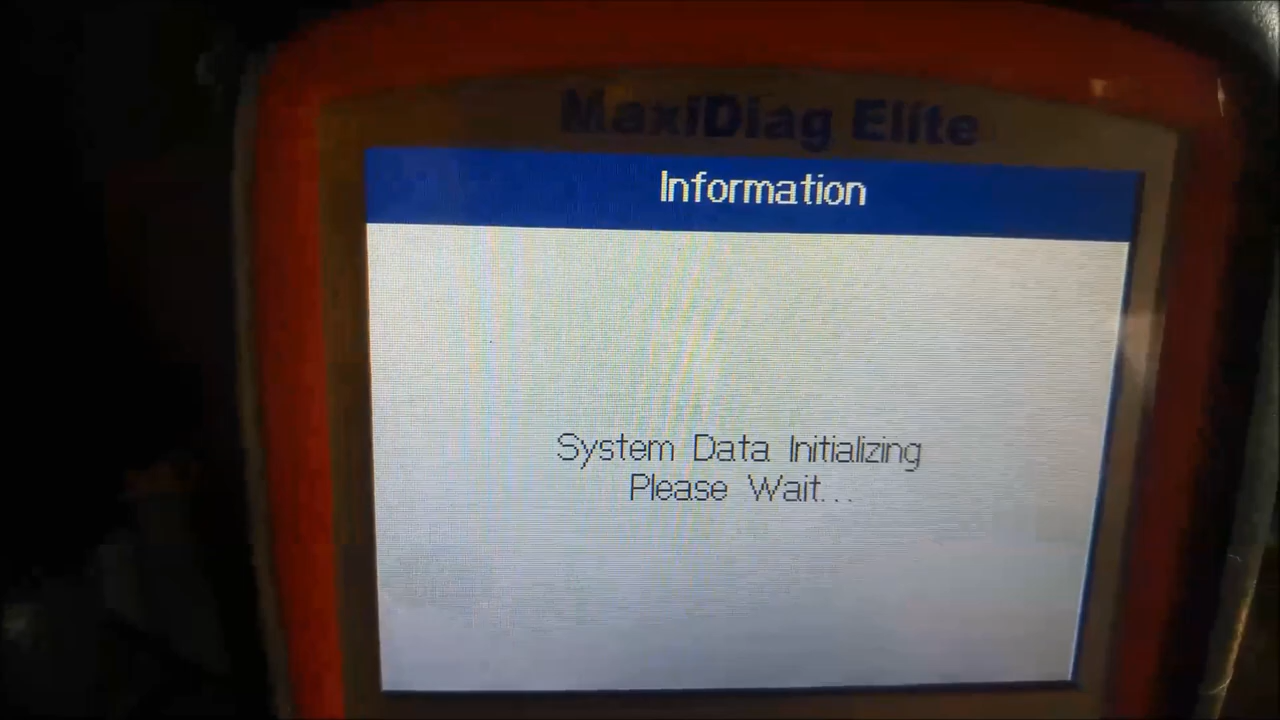 MaxiDiag Elite
Information
System Data Initializing
Please Wait...